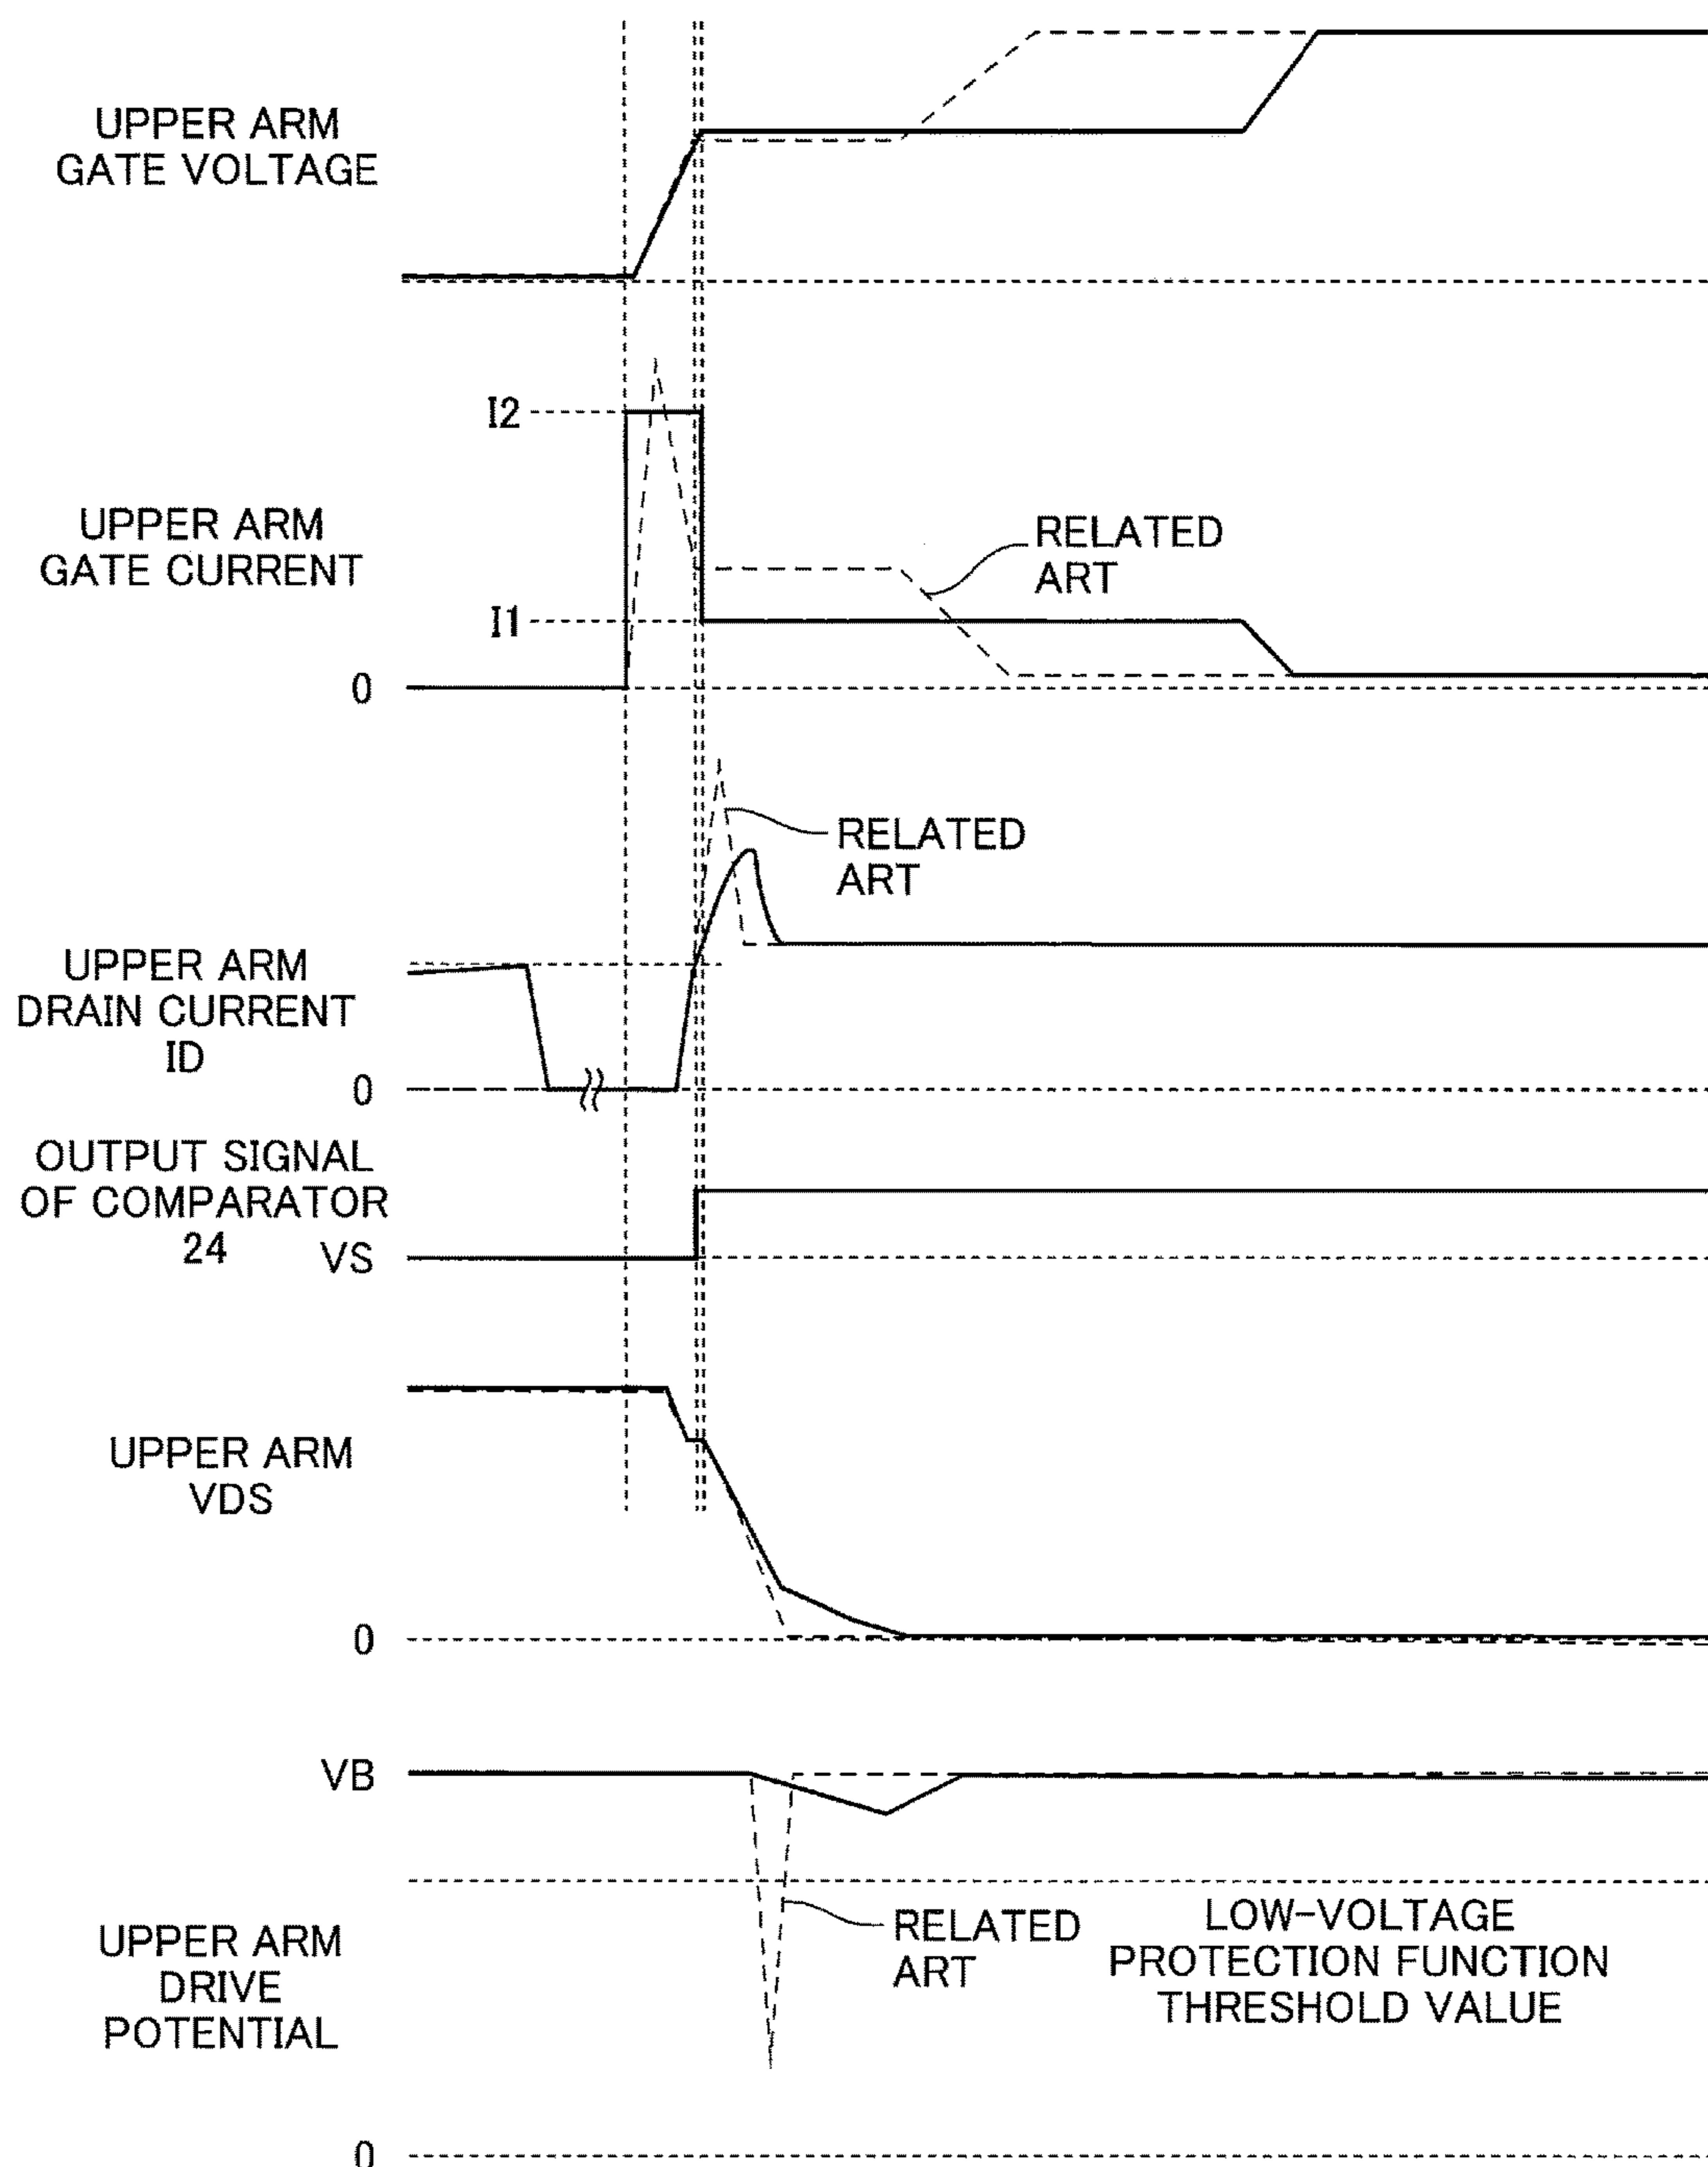 UPPER ARM
GATE VOLTAGE
I2
UPPER ARM
GATE CURRENT
RELATED
ART
I1
0
RELATED
ART
UPPER ARM
DRAIN CURRENT
ID
0
OUTPUT SIGNAL
OF COMPARATOR
24
VS
UPPER ARM
VDS
0
VB
RELATED
ART
LOW-VOLTAGE
PROTECTION FUNCTION
THRESHOLD VALUE
UPPER ARM
DRIVE
POTENTIAL
0